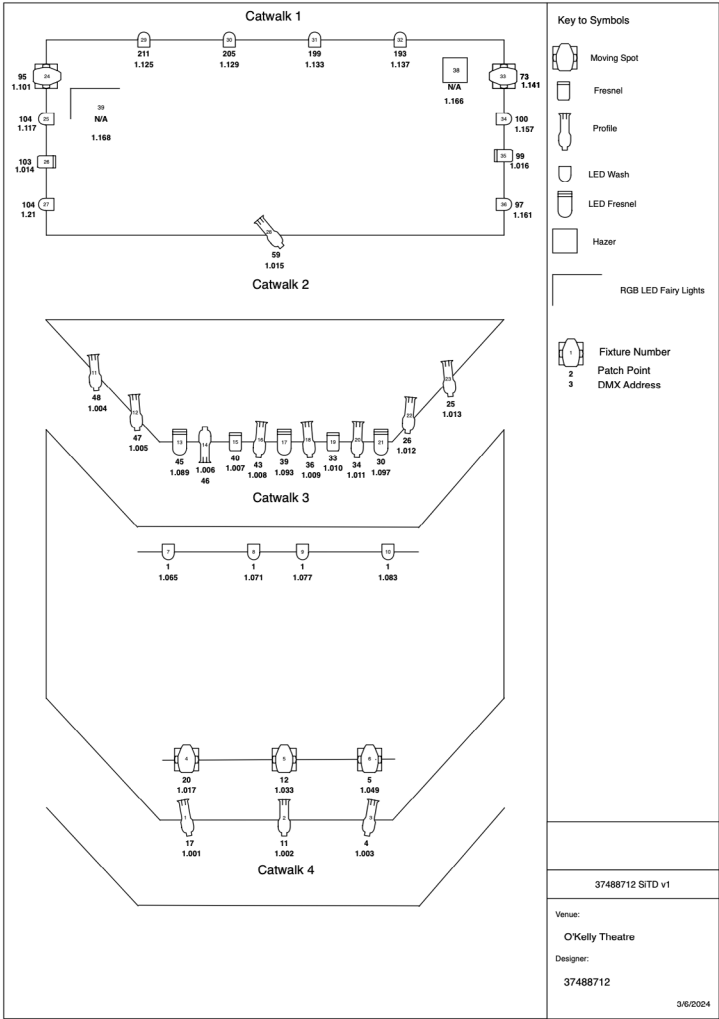 Catwalk 1
29 30 31 32
211 205 199 193
1.125 1.129 1.133 1.137
95 24 38 33 73
1.101 N/A 1.141
39 1.166
N/A
1.168
104 25 34 100
1.117 1.157
103 26 35 99
1.014 1.016
104 27 36 97
1.21 1.161
28
59
1.015
Catwalk 2
11 23
48 25
1.004 1.013
12 22
47 26
1.005 1.012
13 14 15 16 17 18 19 20 21
45 1.006 40 43 39 36 33 34 30
1.089 46 1.007 1.008 1.093 1.009 1.010 1.011 1.097
Catwalk 3
7 8 9 10
1 1 1 1
1.065 1.071 1.077 1.083
4 5 6
20 12 5
1.017 1.033 1.049
1 2 3
17 11 4
1.001 1.002 1.003
Catwalk 4
Key to Symbols
Moving Spot
Fresnel
Profile
LED Wash
LED Fresnel
Hazer
RGB LED Fairy Lights
1 Fixture Number
2 Patch Point
3 DMX Address
37488712 SiTD v1
Venue:
O'Kelly Theatre
Designer:
37488712
3/6/2024